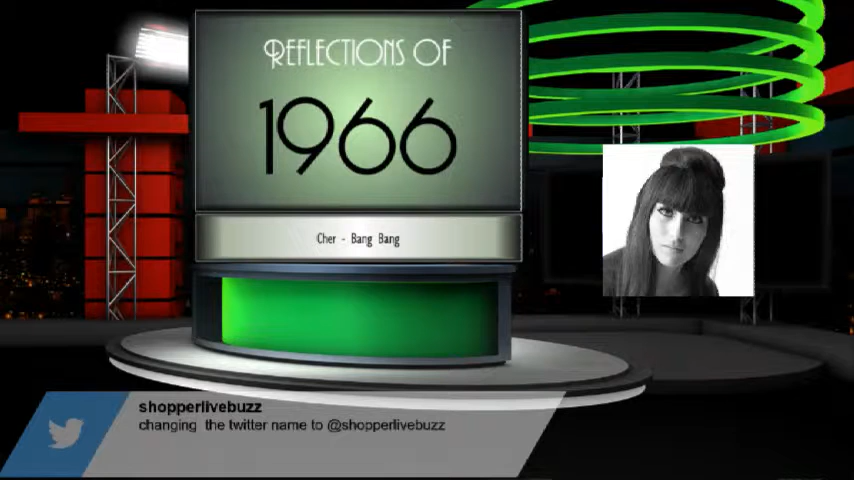 REFLECTIONS OF
1966
Cher - Bang Bang
shopperlivebuzz
changing the twitter name to @shopperlivebuzz